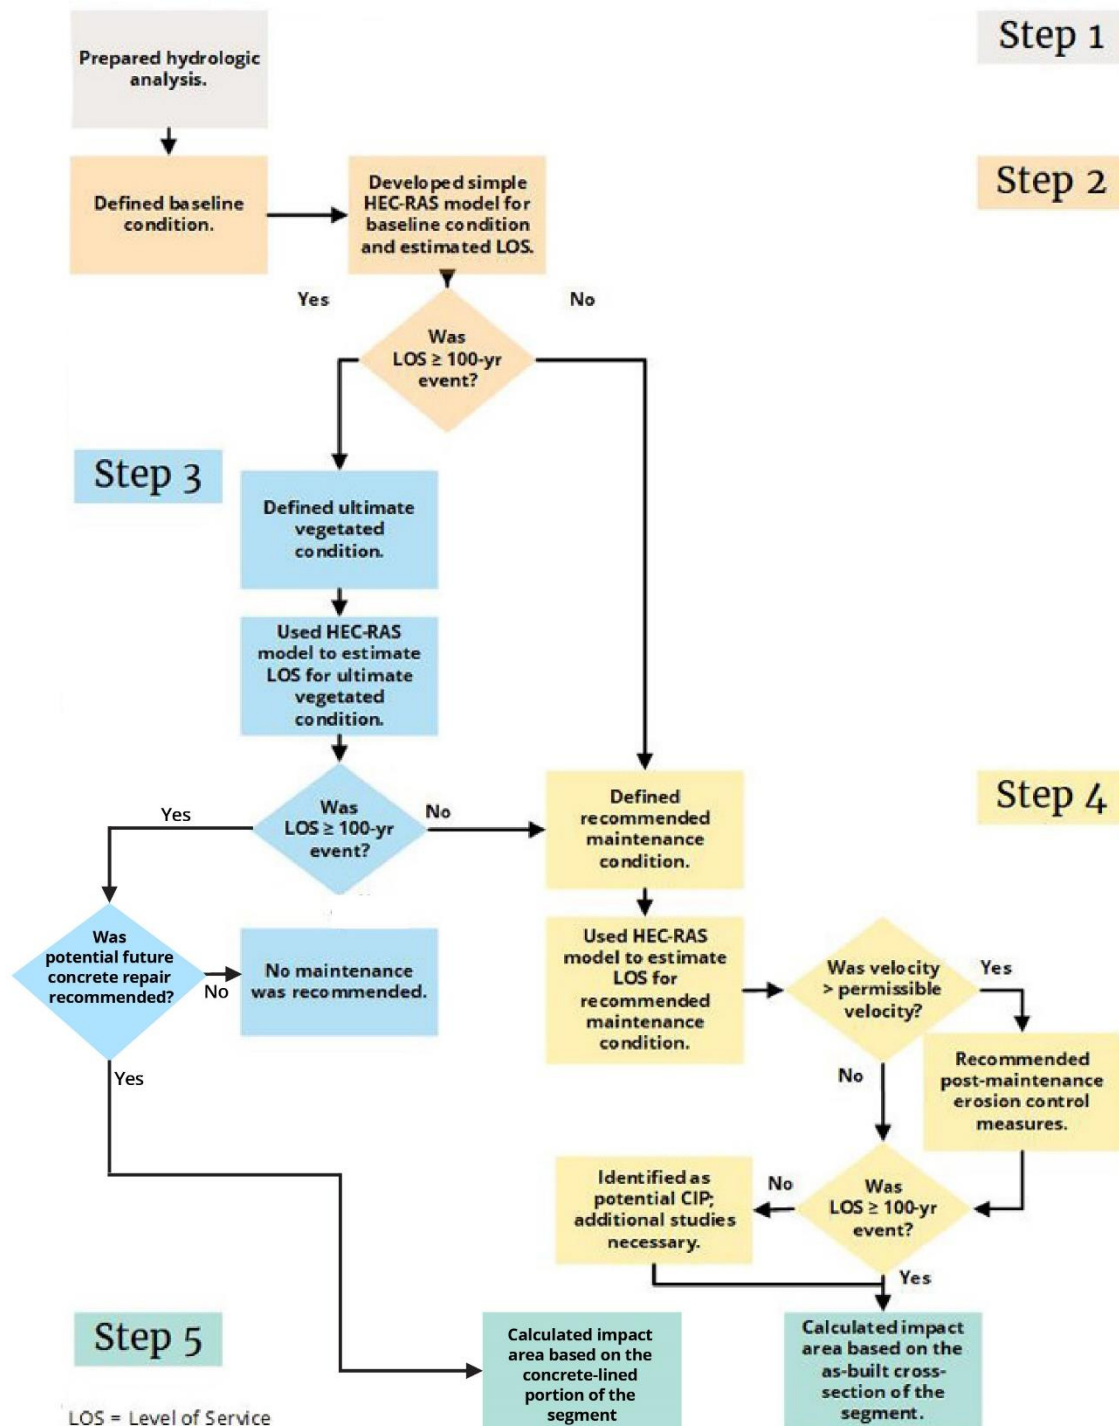 Step 1
Prepared hydrologic
analysis.
Step 2
Defined baseline
condition.
Developed simple
HEC-RAS model for
baseline condition
and estimated LOS.
Yes
No
Was
LOS ≥ 100-yr
event?
Step 3
Defined ultimate
vegetated
condition.
Used HEC-RAS
model to estimate
LOS for ultimate
vegetated
condition.
Step 4
Yes
Was
LOS ≥ 100-yr
event?
No
Defined
recommended
maintenance
condition.
Was
potential future
concrete repair
recommended?
No
No maintenance
was recommended.
Used HEC-RAS
model to estimate
LOS for
recommended
maintenance
condition.
Was velocity
> permissible
velocity?
Yes
No
Recommended
post-maintenance
erosion control
measures.
Yes
Identified as
potential CIP;
additional studies
necessary.
No
Was
LOS ≥ 100-yr
event?
Yes
Step 5
Calculated impact
area based on the
concrete-lined
portion of the
segment
Calculated impact
area based on the
as-built cross-
section of the
segment.
LOS = Level of Service